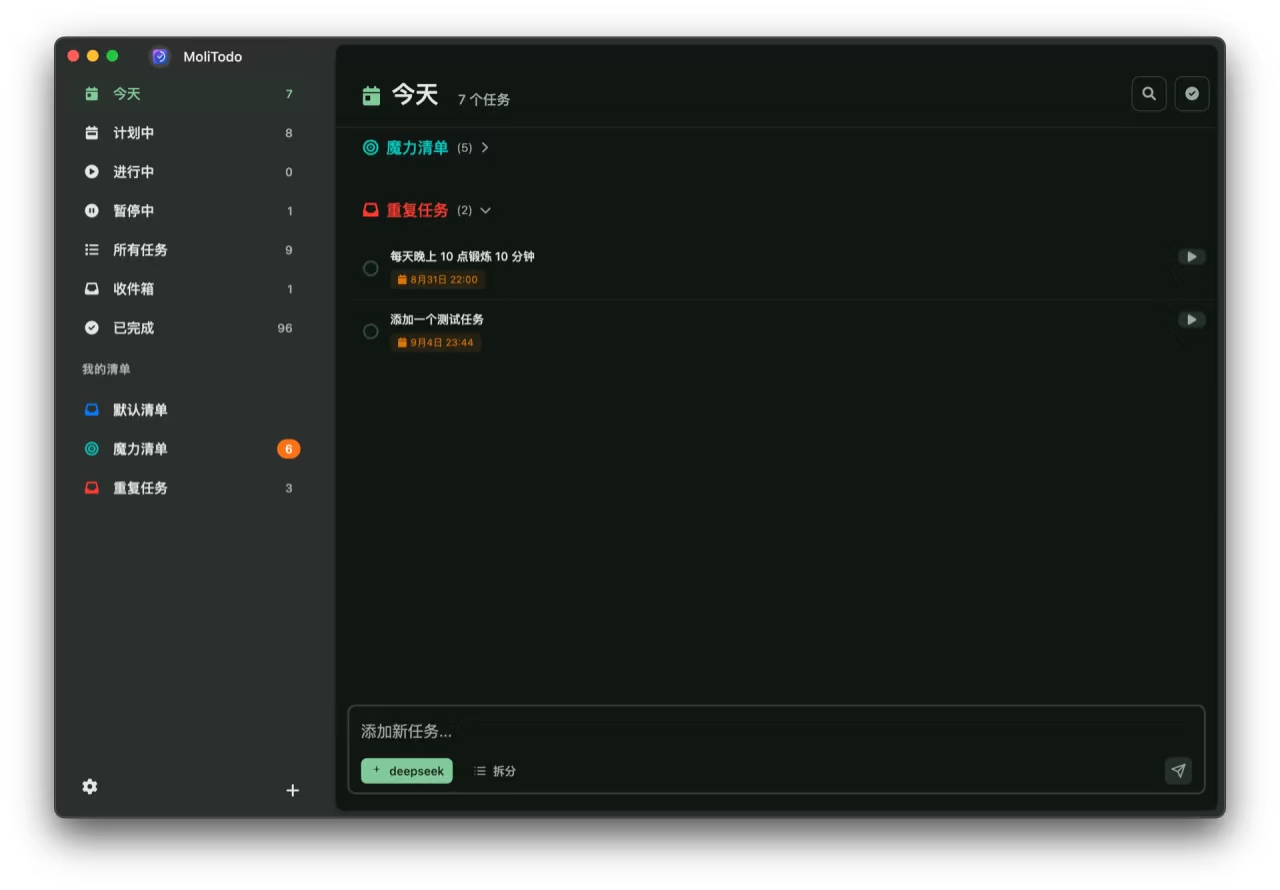 MoliTodo
今天 7
计划中 8
进行中 0
暂停中 1
所有任务 9
收件箱 1
已完成 96
我的清单
默认清单
魔力清单 6
重复任务 3
今天 7 个任务
魔力清单 (5)
重复任务 (2)
每天晚上 10 点锻炼 10 分钟
8月31日 22:00
添加一个测试任务
9月4日 23:44
添加新任务...
deepseek 拆分